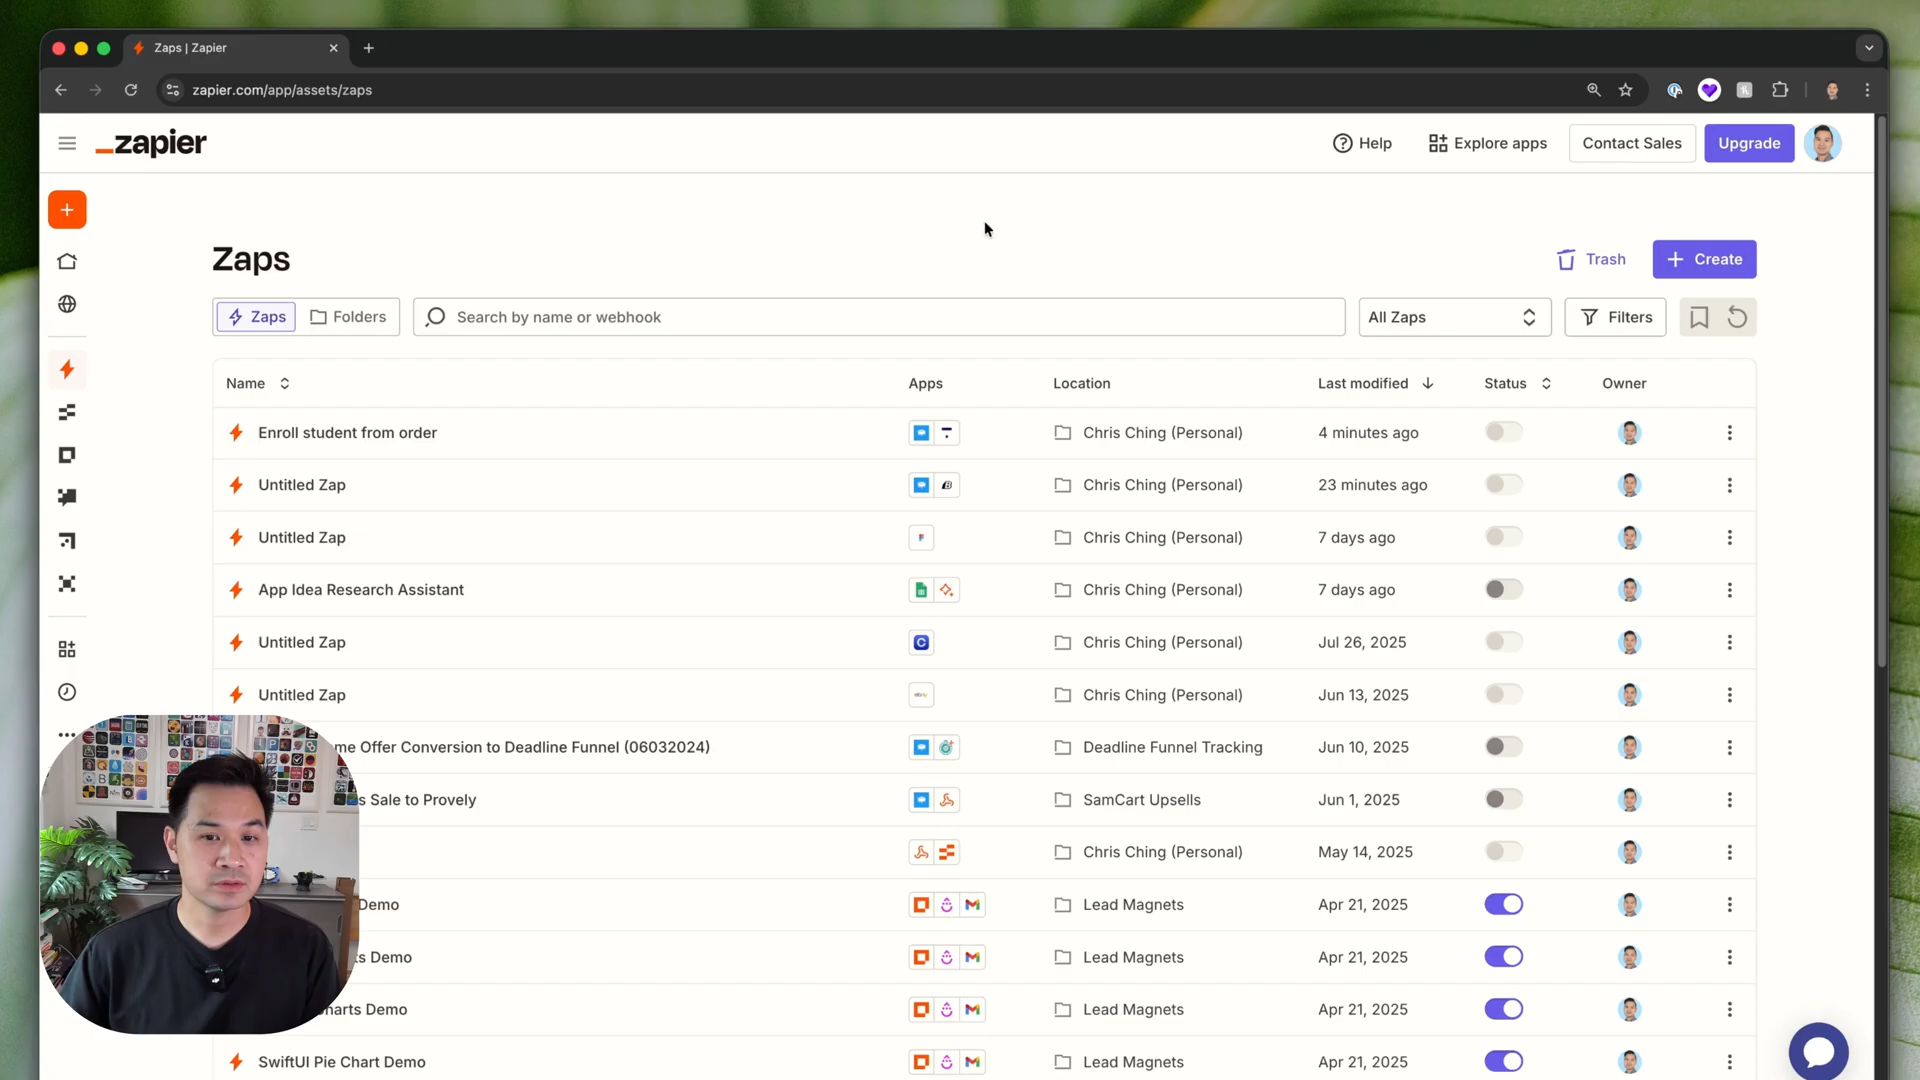 Zaps | Zapier
zapier.com/app/assets/zaps
zapier
Help
Explore apps
Contact Sales
Upgrade
Zaps
Trash
+ Create
Zaps
Folders
Search by name or webhook
All Zaps
Filters
Name Apps Location Last modified Status Owner
Enroll student from order Chris Ching (Personal) 4 minutes ago
Untitled Zap Chris Ching (Personal) 23 minutes ago
Untitled Zap Chris Ching (Personal) 7 days ago
App Idea Research Assistant Chris Ching (Personal) 7 days ago
Untitled Zap Chris Ching (Personal) Jul 26, 2025
Untitled Zap ebay Chris Ching (Personal) Jun 13, 2025
me Offer Conversion to Deadline Funnel (06032024) Deadline Funnel Tracking Jun 10, 2025
s Sale to Provely SamCart Upsells Jun 1, 2025
Chris Ching (Personal) May 14, 2025
Demo Lead Magnets Apr 21, 2025
s Demo Lead Magnets Apr 21, 2025
harts Demo Lead Magnets Apr 21, 2025
SwiftUI Pie Chart Demo Lead Magnets Apr 21, 2025